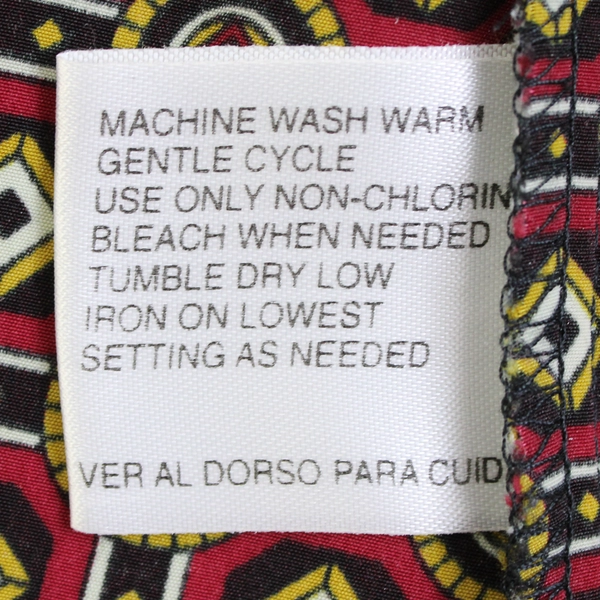 MACHINE WASH WARM
GENTLE CYCLE
USE ONLY NON-CHLORIN
BLEACH WHEN NEEDED
TUMBLE DRY LOW
IRON ON LOWEST
SETTING AS NEEDED
VER AL DORSO PARA CUID